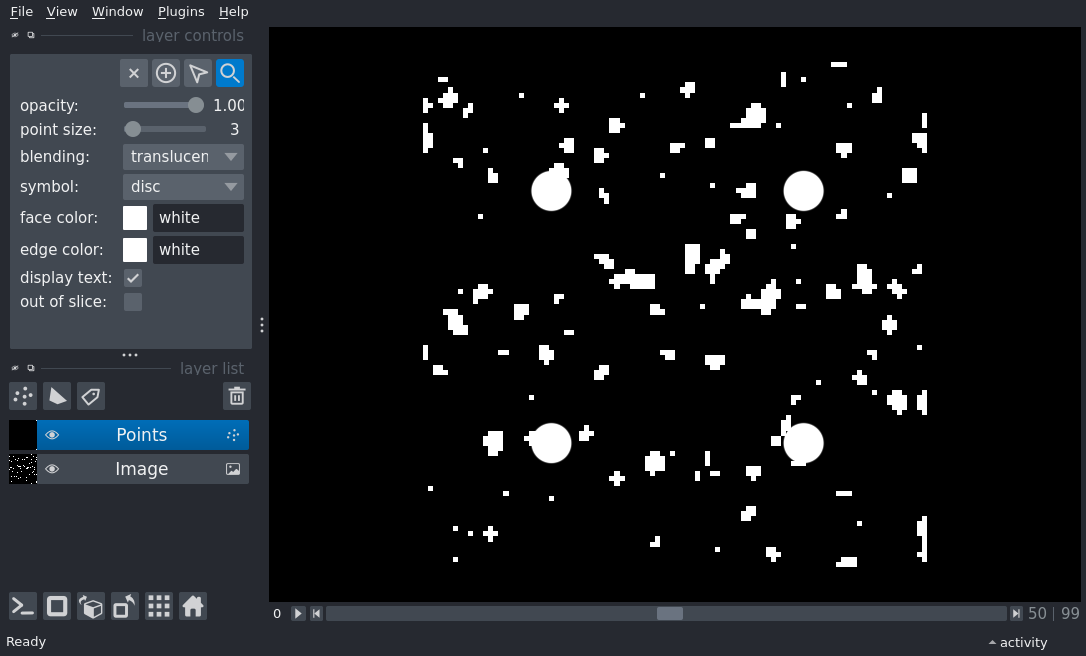 File View Window Plugins Help
layer controls
opacity: 1.00
point size: 3
blending: translucen
symbol: disc
face color: white
edge color: white
display text:
out of slice:
layer list
Points
Image
0 50 | 99
Ready activity